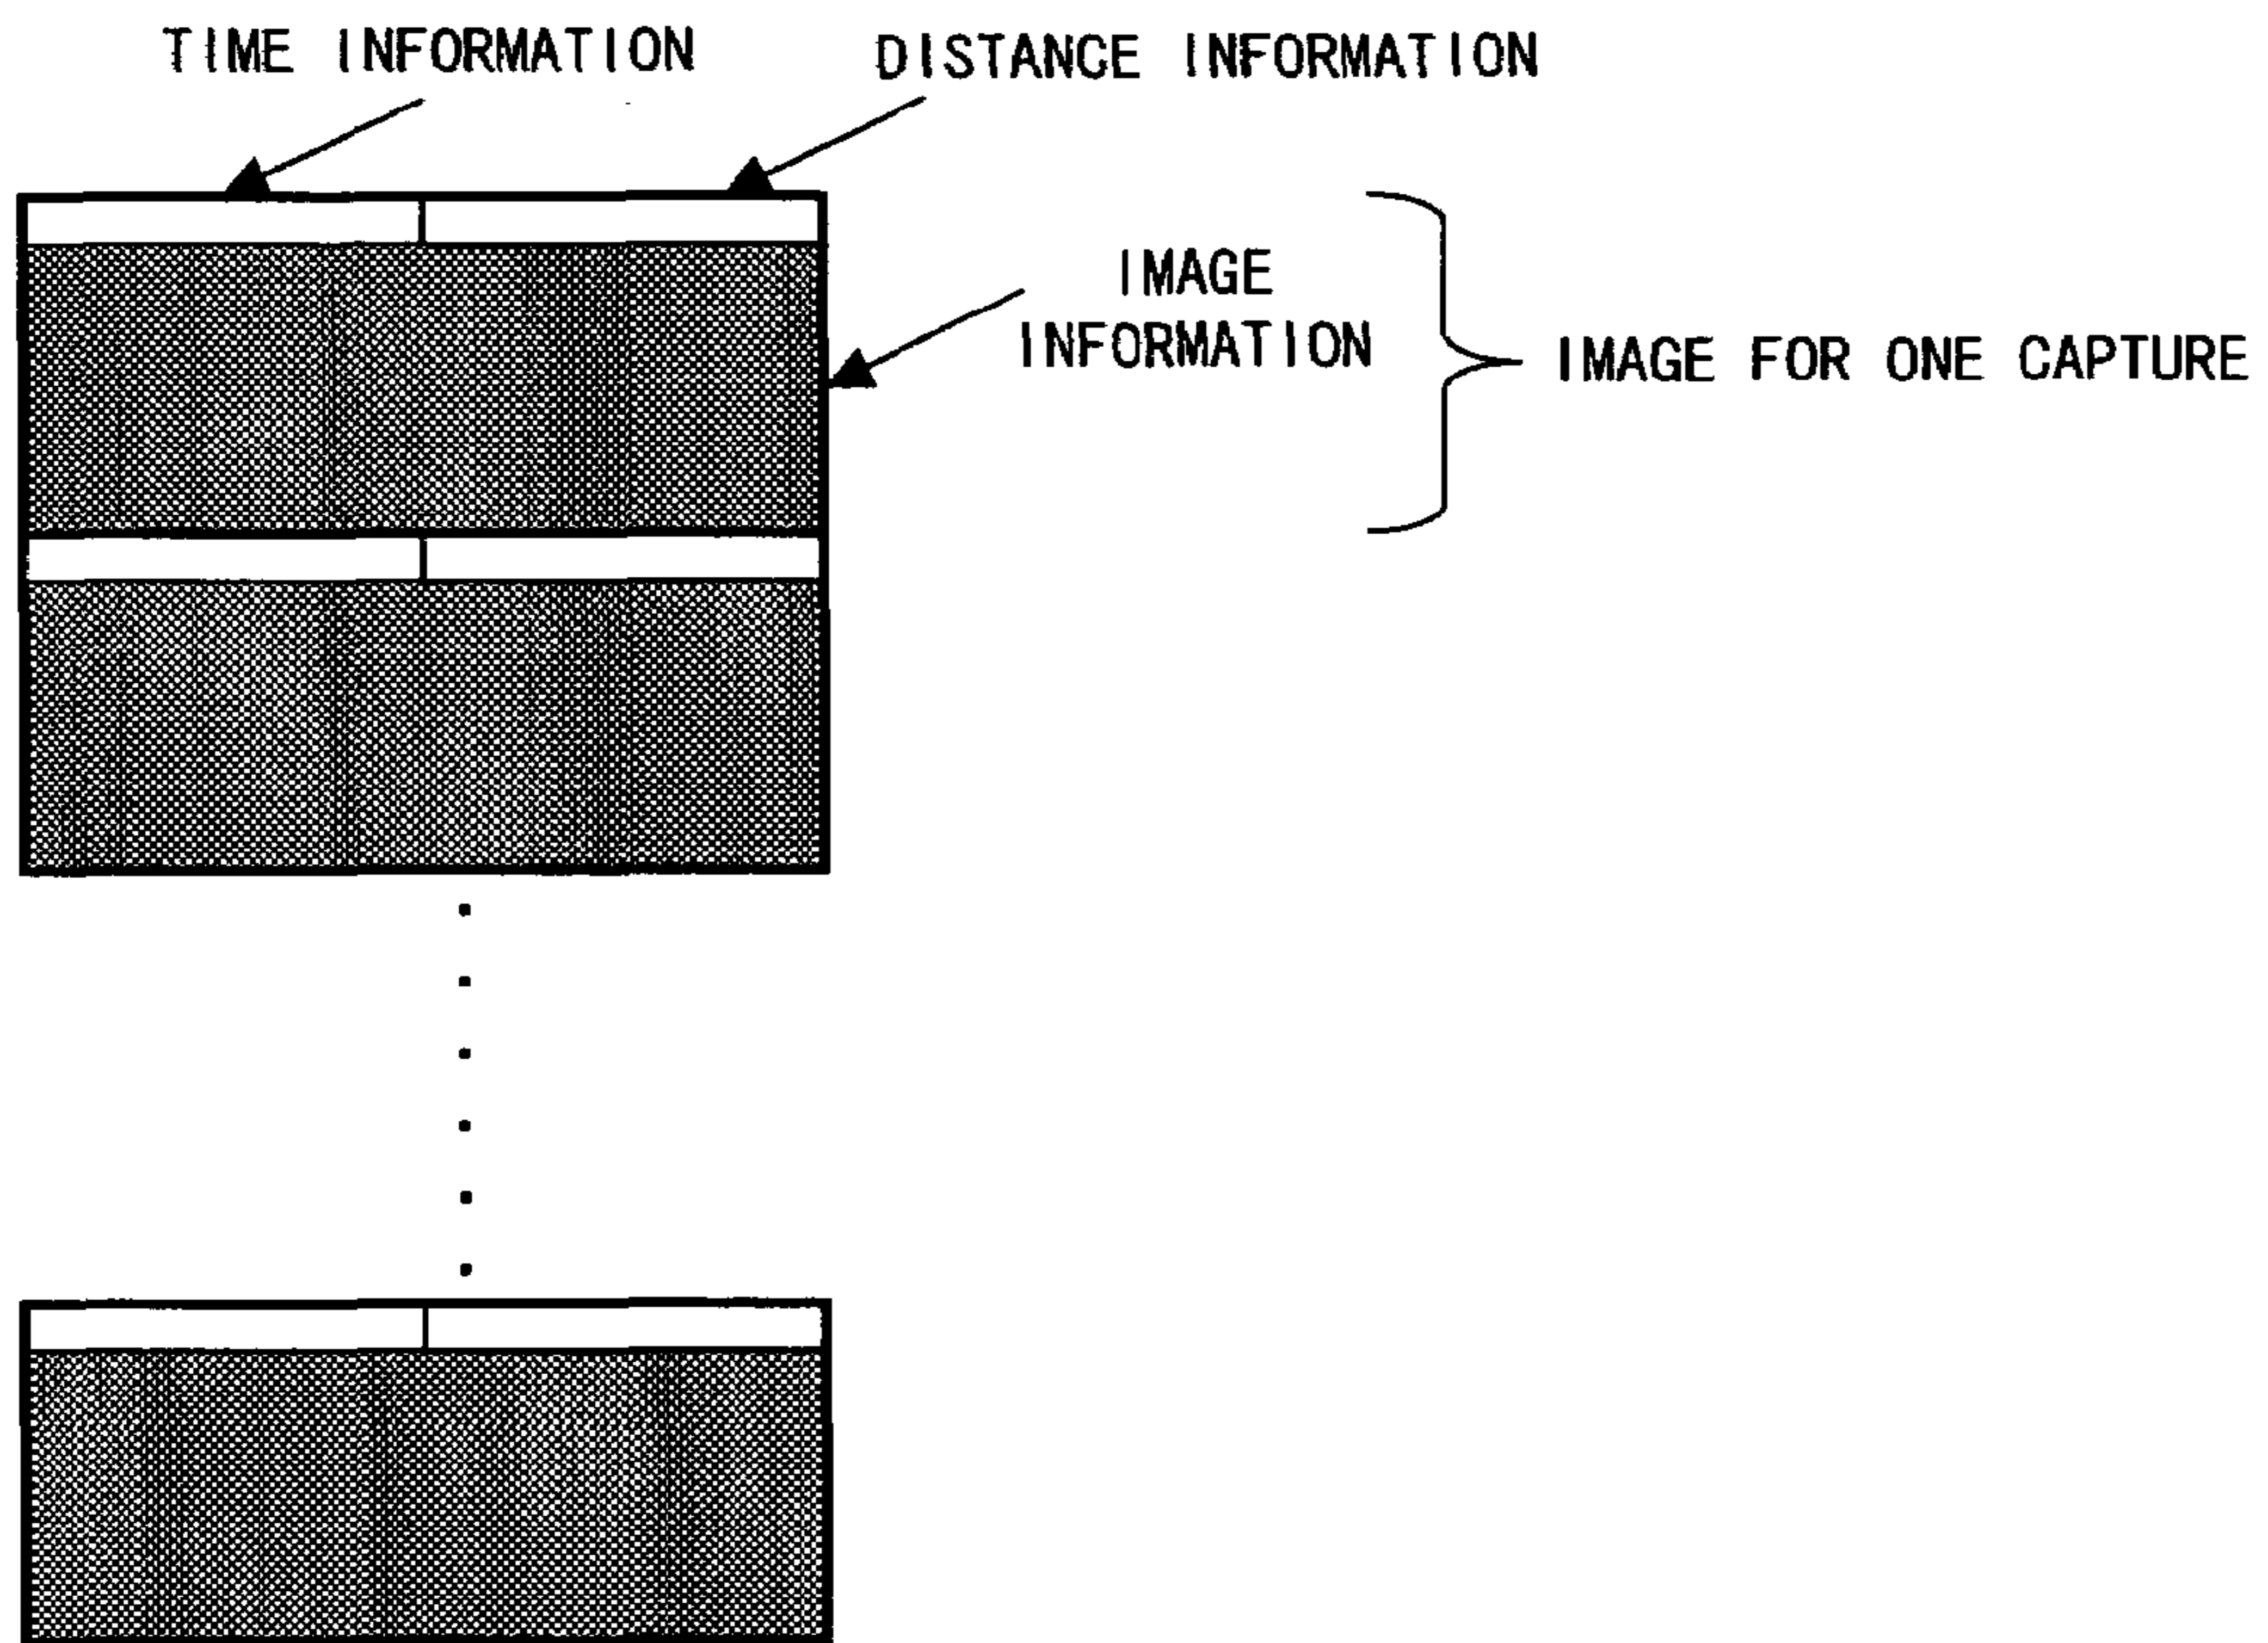 TIME INFORMATION
DISTANCE INFORMATION
IMAGE
INFORMATION
IMAGE FOR ONE CAPTURE